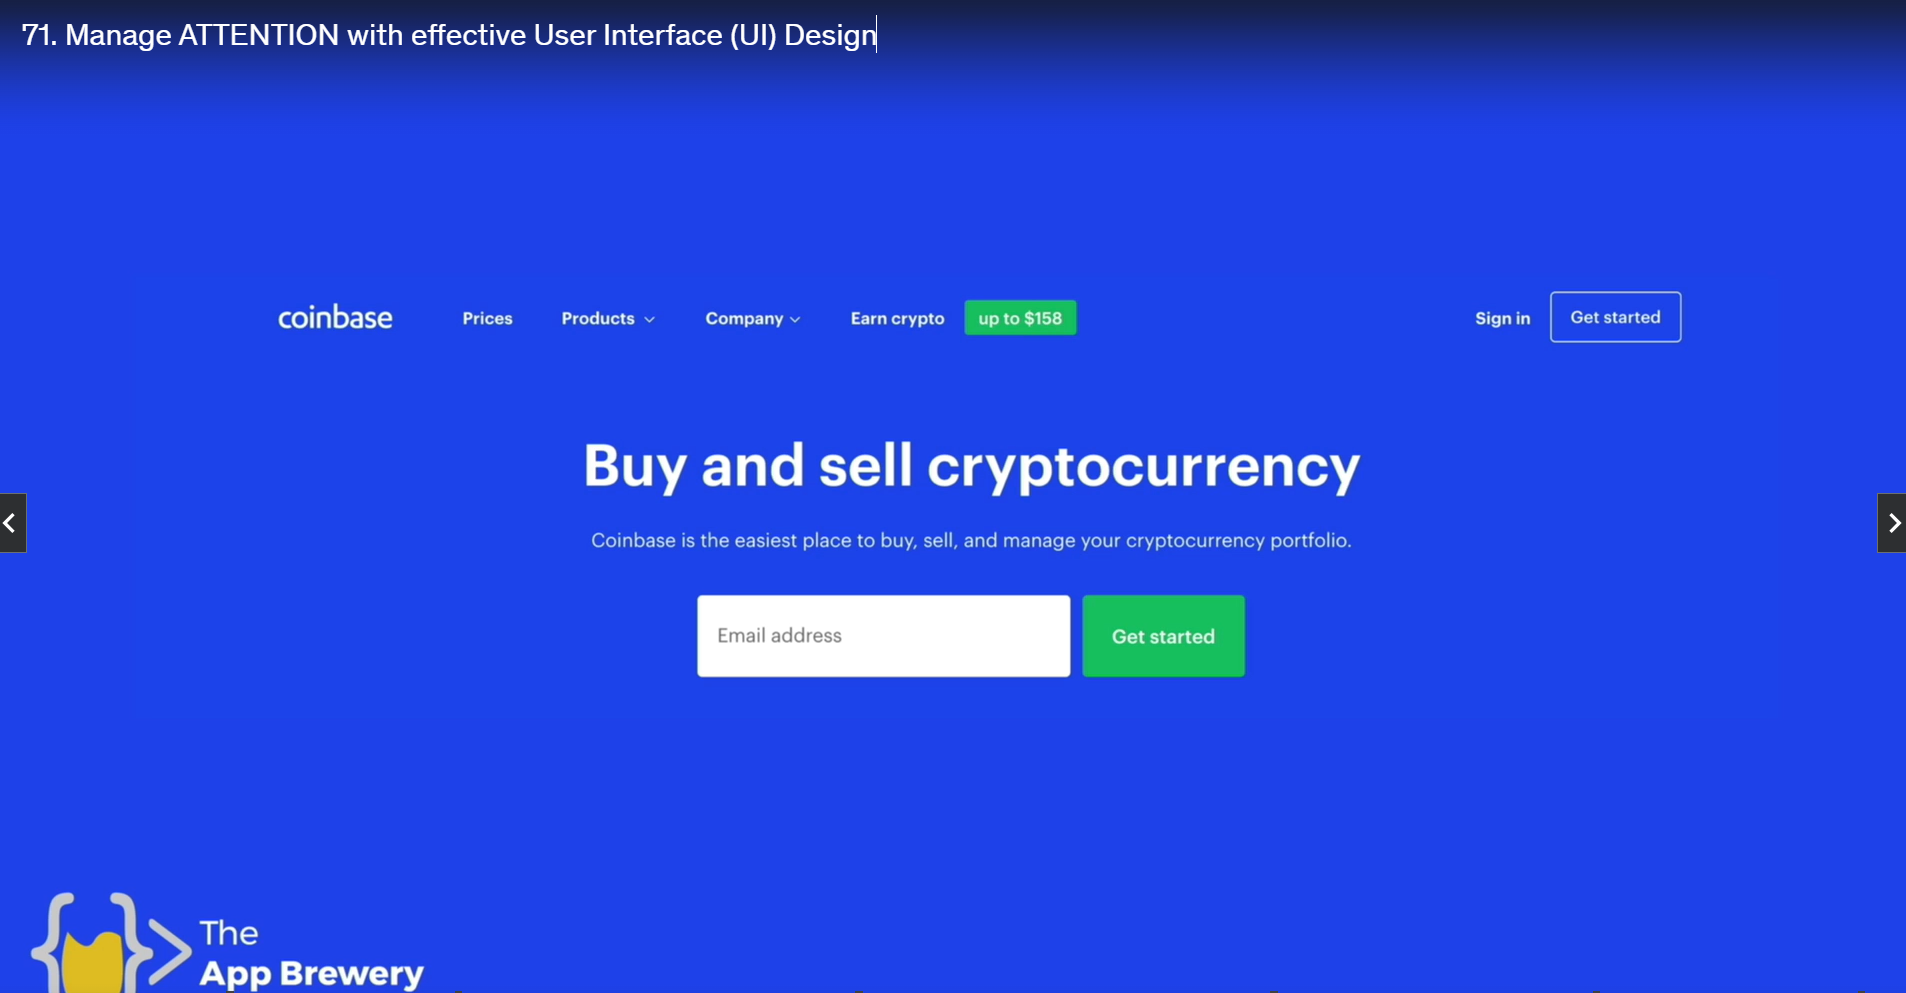 71. Manage ATTENTION with effective User Interface (UI) Design
coinbase Prices Products Company Earn crypto up to $158 Sign in Get started
Buy and sell cryptocurrency
Coinbase is the easiest place to buy, sell, and manage your cryptocurrency portfolio.
Email address Get started
The
App Brewery